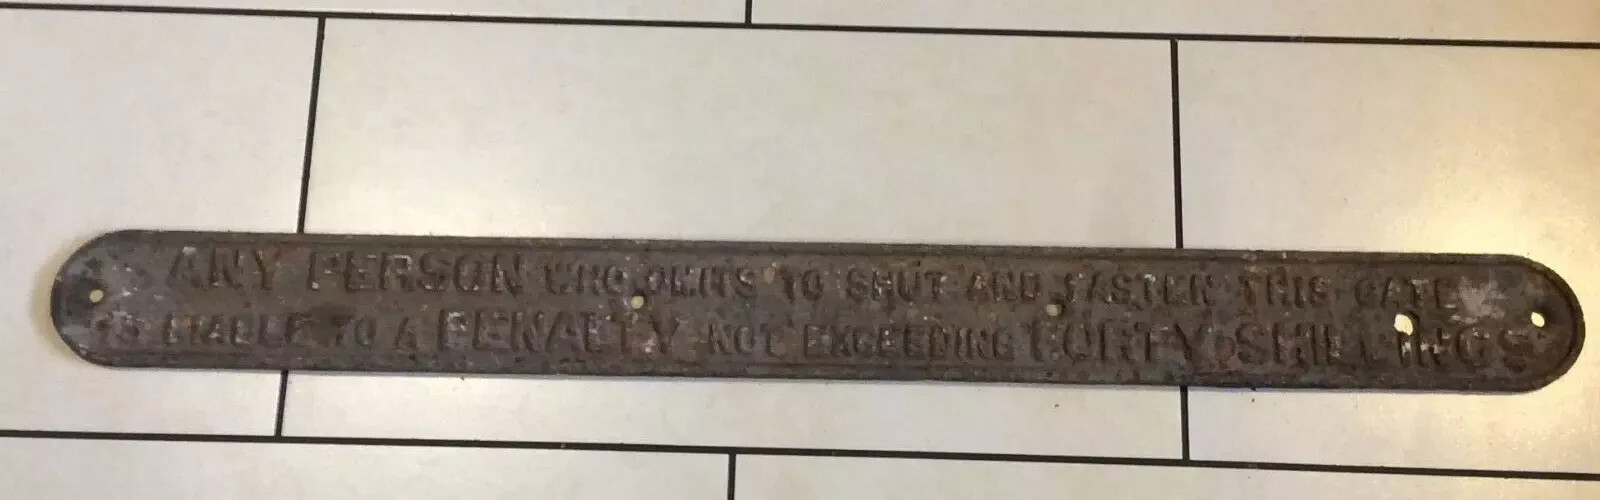 ANY PERSON WHO OMITS TO SHUT AND FASTEN THIS GATE
IS LIABLE TO A PENALTY NOT EXCEEDING FORTY SHILLINGS